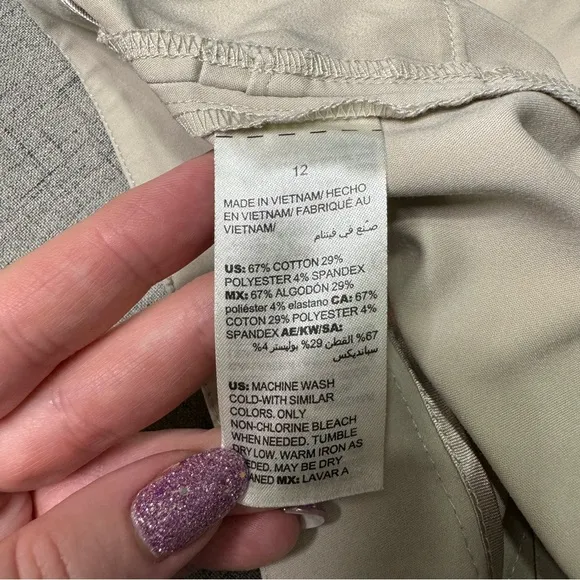 12
MADE IN VIETNAM/ HECHO
EN VIETNAM/ FABRIQUÉ AU
VIETNAM/
صنع في فيتنام
US: 67% COTTON 29%
POLYESTER 4% SPANDEX
MX: 67% ALGODÓN 29%
poliéster 4% elastano CA: 67%
COTON 29% POLYESTER 4%
SPANDEX AE/KW/SA:
67% القطن 29% بوليستر 4%
سبانديكس
US: MACHINE WASH
COLD-WITH SIMILAR
COLORS. ONLY
NON-CHLORINE BLEACH
WHEN NEEDED. TUMBLE
DRY LOW. WARM IRON AS
EDED. MAY BE DRY
ANED MX: LAVAR A